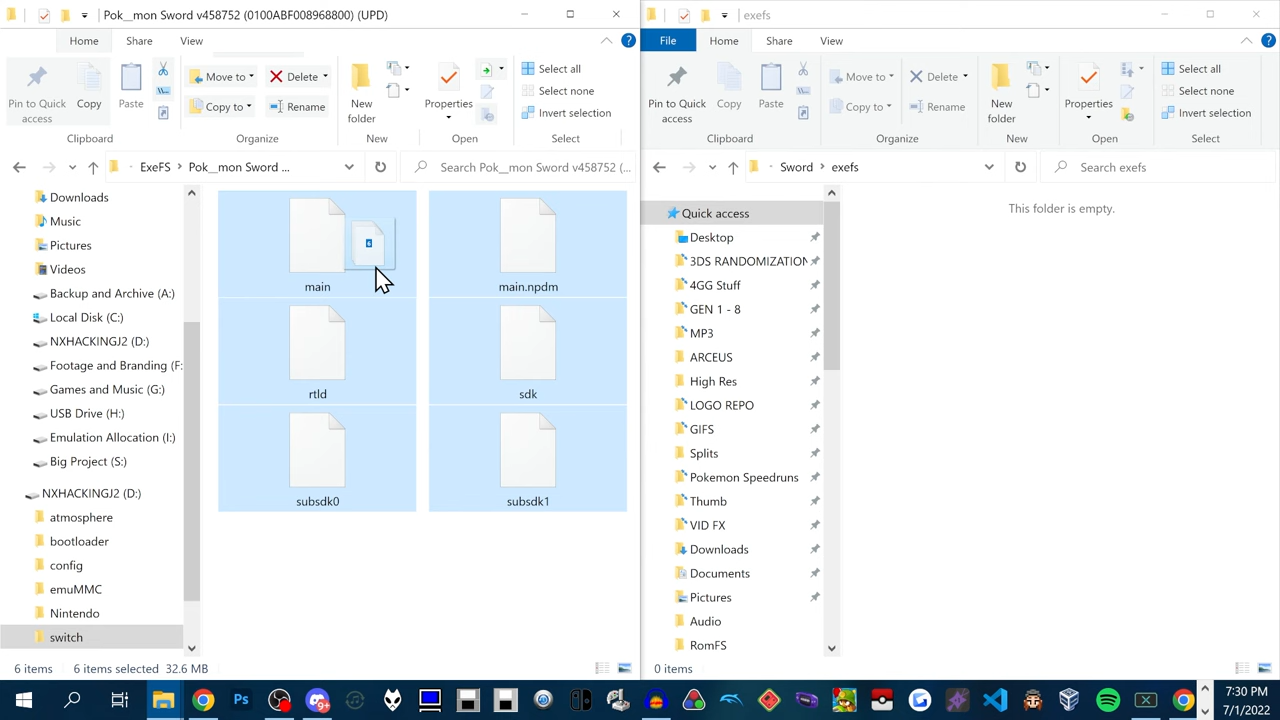 Pok__mon Sword v458752 (0100ABF008968800) (UPD)
Home Share View
Pin to Quick access
Copy
Paste
Clipboard
Move to
Copy to
Delete
Rename
Organize
New folder
New
Properties
Open
Select all
Select none
Invert selection
Select
ExeFS > Pok__mon Sword ...
Search Pok__mon Sword v458752 (...
Downloads
Music
Pictures
Videos
Backup and Archive (A:)
Local Disk (C:)
NXHACKINGJ2 (D:)
Footage and Branding (F:
Games and Music (G:)
USB Drive (H:)
Emulation Allocation (I:)
Big Project (S:)
NXHACKINGJ2 (D:)
atmosphere
bootloader
config
emuMMC
Nintendo
switch
main
main.npdm
rtld
sdk
subsdk0
subsdk1
6
6 items 6 items selected 32.6 MB
exefs
File Home Share View
Pin to Quick access
Copy
Paste
Clipboard
Move to
Copy to
Delete
Rename
Organize
New folder
New
Properties
Open
Select all
Select none
Invert selection
Select
Sword > exefs
Search exefs
Quick access
Desktop
3DS RANDOMIZATION
4GG Stuff
GEN 1 - 8
MP3
ARCEUS
High Res
LOGO REPO
GIFS
Splits
Pokemon Speedruns
Thumb
VID FX
Downloads
Documents
Pictures
Audio
RomFS
This folder is empty.
0 items
Ps
7:30 PM
7/1/2022